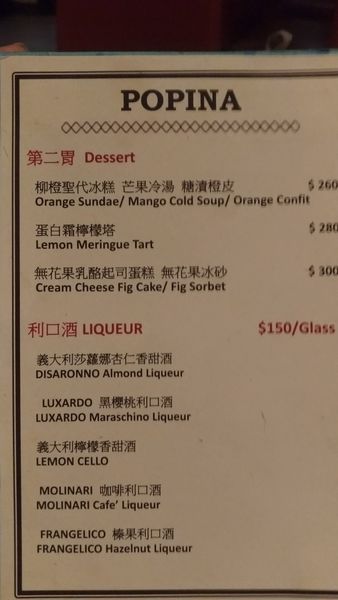 POPINA
第二胃 Dessert
柳橙聖代冰糕 芒果冷湯 糖漬橙皮 $ 260
Orange Sundae/ Mango Cold Soup/ Orange Confit
蛋白霜檸檬塔 $ 280
Lemon Meringue Tart
無花果乳酪起司蛋糕 無花果冰砂 $ 300
Cream Cheese Fig Cake/ Fig Sorbet
利口酒 LIQUEUR $150/Glass
義大利莎蘿娜杏仁香甜酒
DISARONNO Almond Liqueur
LUXARDO 黑櫻桃利口酒
LUXARDO Maraschino Liqueur
義大利檸檬香甜酒
LEMON CELLO
MOLINARI 咖啡利口酒
MOLINARI Cafe' Liqueur
FRANGELICO 榛果利口酒
FRANGELICO Hazelnut Liqueur